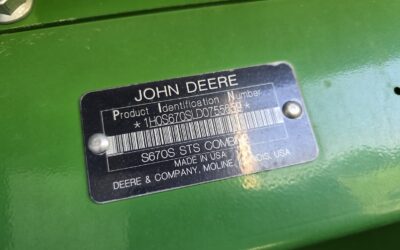 JOHN DEERE
Product Identification Number
S670S STS COMBINE
MADE IN USA ILLINOIS, USA
DEERE & COMPANY, MOLINE,